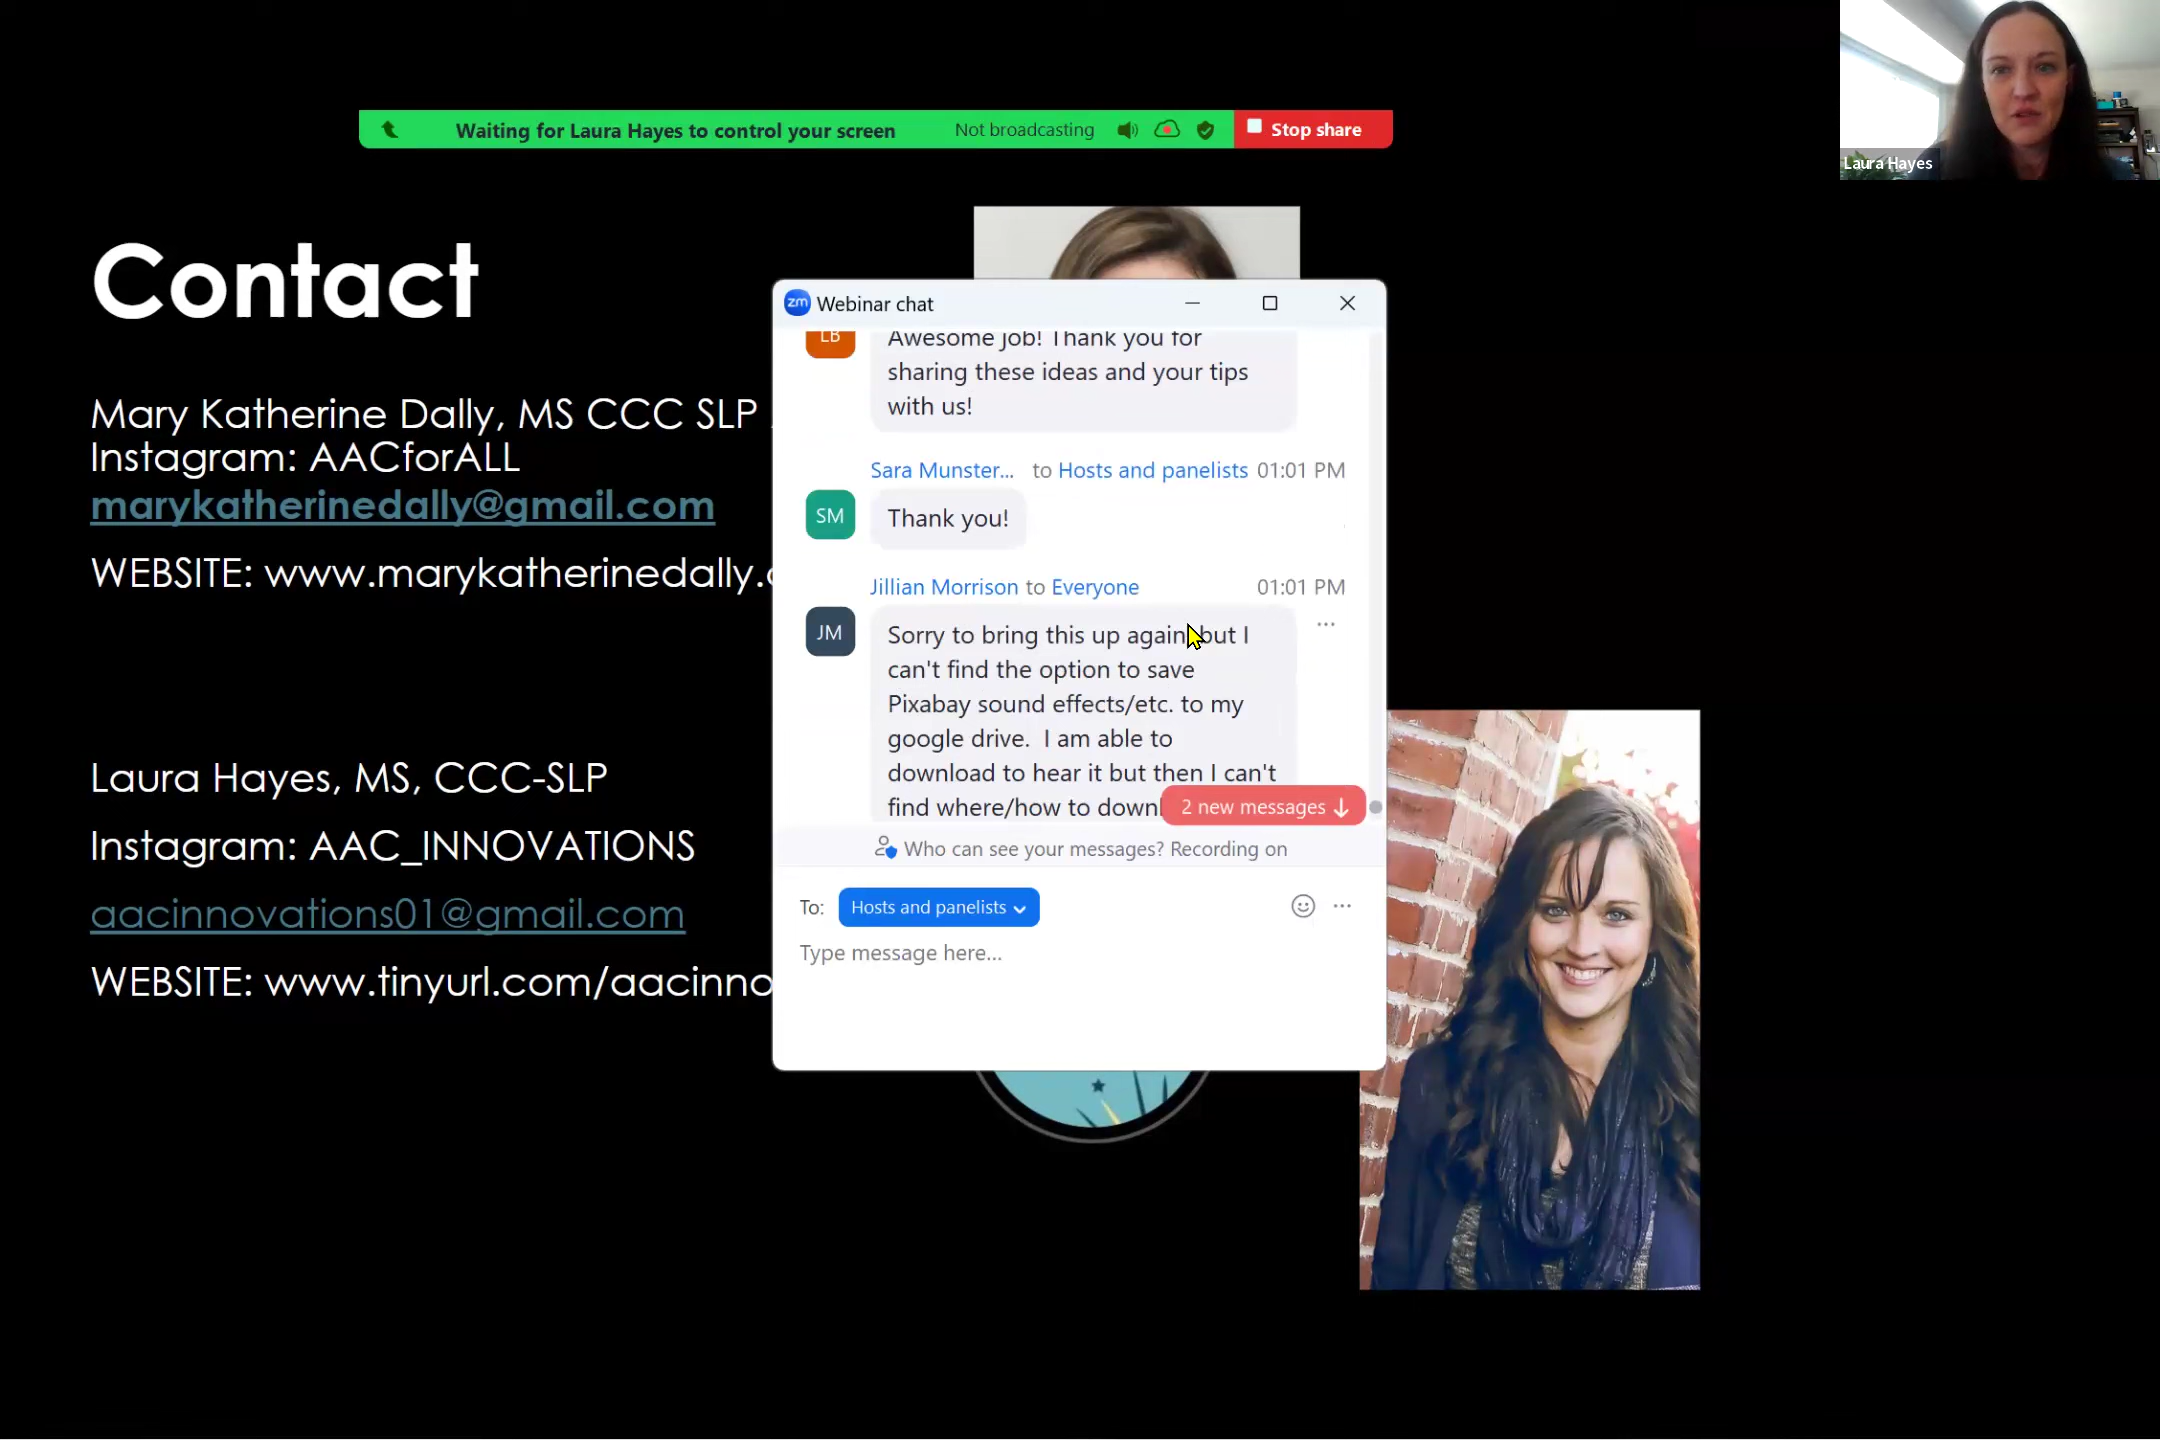 Waiting for Laura Hayes to control your screen
Not broadcasting
Stop share
Laura Hayes
Contact
Mary Katherine Dally, MS CCC SLP
Instagram: AACforALL
marykatherinedally@gmail.com
WEBSITE: www.marykatherinedally.
Laura Hayes, MS, CCC-SLP
Instagram: AAC_INNOVATIONS
aacinnovations01@gmail.com
WEBSITE: www.tinyurl.com/aacinno
zm Webinar chat
LB
Awesome job! Thank you for
sharing these ideas and your tips
with us!
Sara Munster... to Hosts and panelists 01:01 PM
SM
Thank you!
Jillian Morrison to Everyone 01:01 PM
JM
Sorry to bring this up again but I
can't find the option to save
Pixabay sound effects/etc. to my
google drive. I am able to
download to hear it but then I can't
find where/how to downl
2 new messages ↓
Who can see your messages? Recording on
To: Hosts and panelists
Type message here...